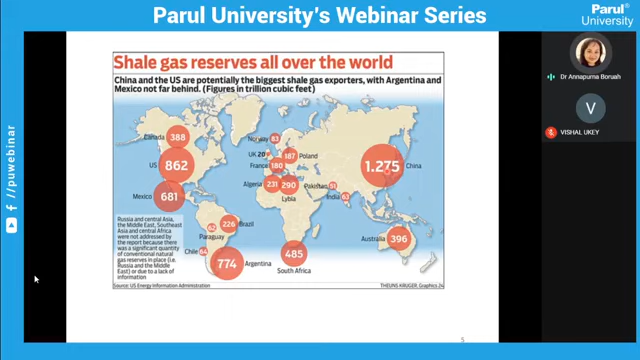 Parul University's Webinar Series
Parul®
University
Shale gas reserves all over the world
China and the US are potentially the biggest shale gas exporters, with Argentina and
Mexico not far behind. (Figures in trillion cubic feet)
Canada 388
US 862
Mexico 681
Norway 83
UK 20
187 Poland
France 180
Algeria 231
290 Lybia
Pakistan 51
India 63
1.275 China
226 Brazil
62 Paraguay
Chile 64
774 Argentina
485 South Africa
Australia 396
Russia and central Asia,
the Middle East, Southeast
Asia and central Africa
were not addressed by
the report because there
was a significant quantity
of conventional natural
gas reserves in place (i.e.
Russia and the Middle
East) or due to a lack of
information
Source: US Energy Information Administration
THEUNS KRUGER, Graphics 24
5
Dr Annapurna Boruah
V
VISHAL UKEY
/puwebinar